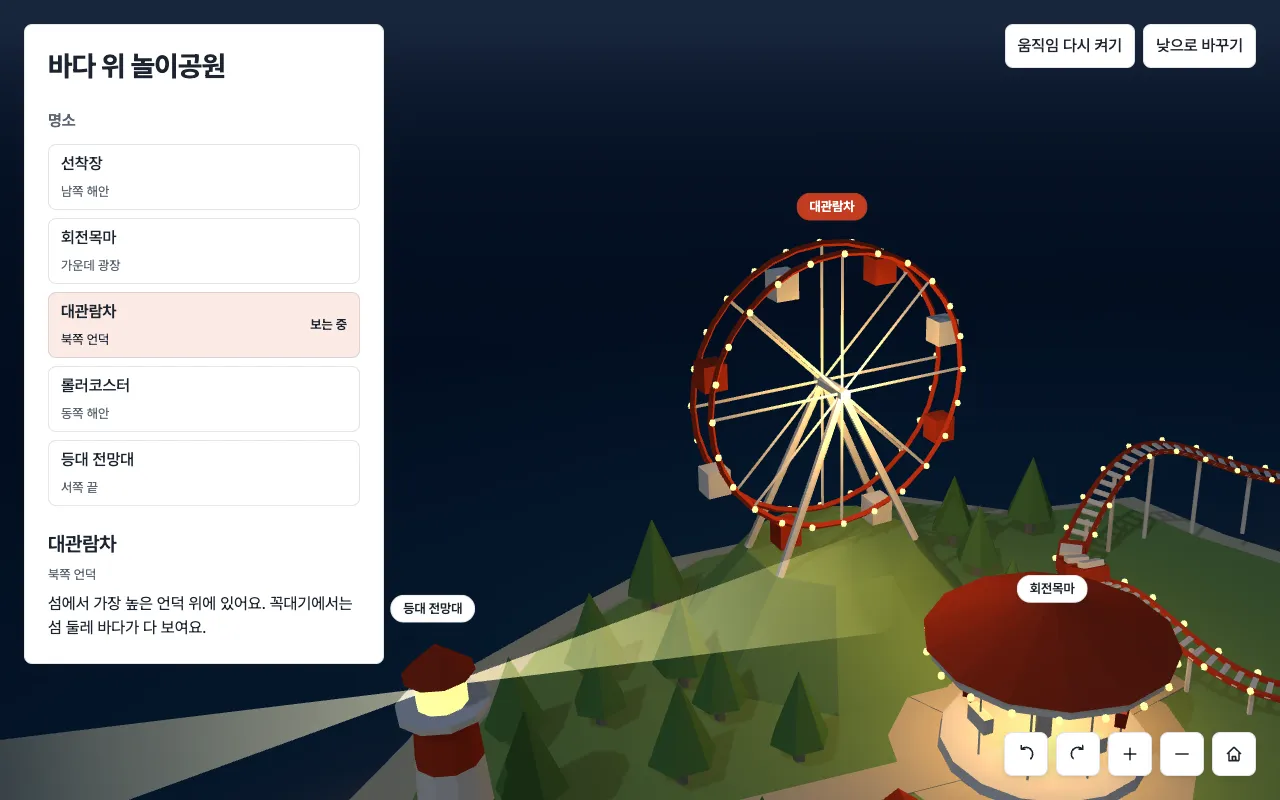 바다 위 놀이공원
명소
선착장
남쪽 해안
회전목마
가운데 광장
대관람차
북쪽 언덕
보는 중
롤러코스터
동쪽 해안
등대 전망대
서쪽 끝
대관람차
북쪽 언덕
섬에서 가장 높은 언덕 위에 있어요. 꼭대기에서는
섬 둘레 바다가 다 보여요.
움직임 다시 켜기
낮으로 바꾸기
대관람차
회전목마
등대 전망대